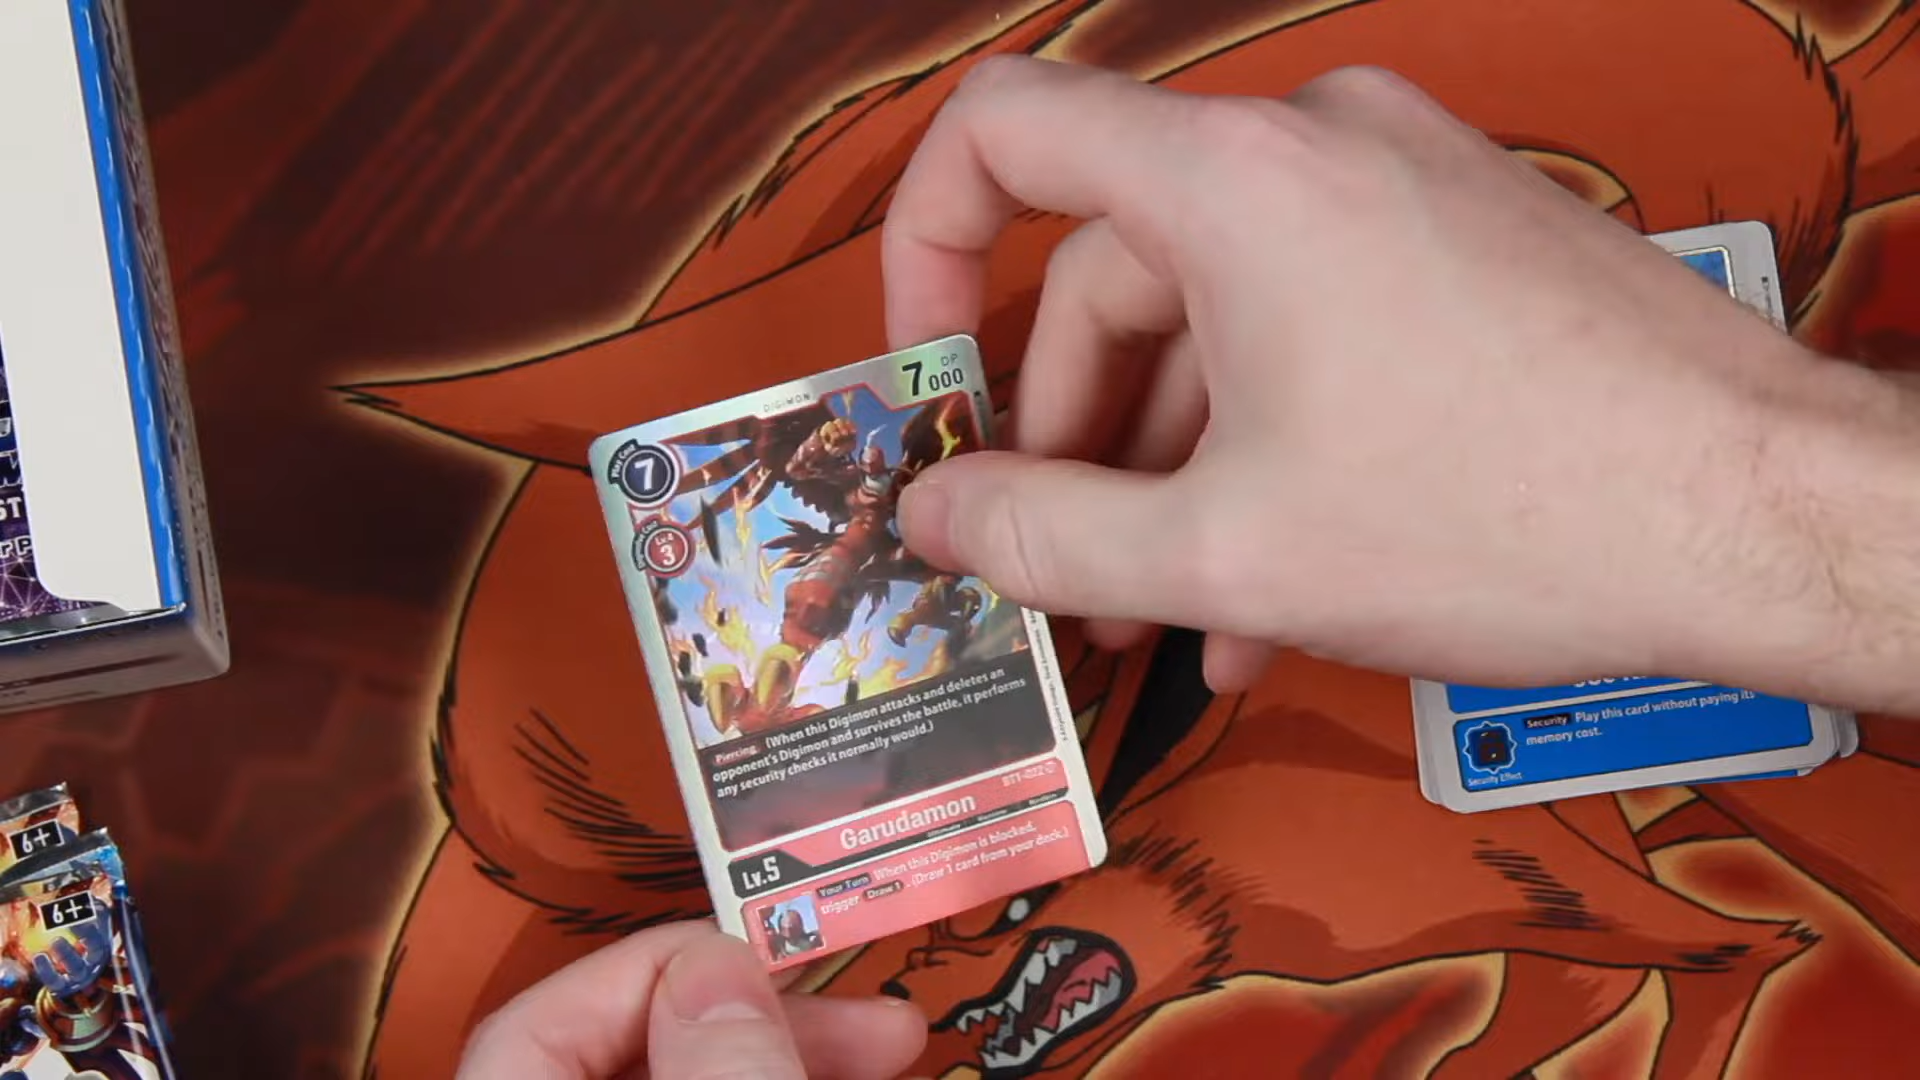 DP
7000
DIGIMON
Play Cost
7
Lv.4
3
Piercing (When this Digimon attacks and deletes an
opponent's Digimon and survives the battle, it performs
any security checks it normally would.)
BT1-022
Garudamon
Lv.5
Your Turn When this Digimon is blocked,
trigger Draw 1. (Draw 1 card from your deck.)
Security Play this card without paying its
memory cost.
Security Effect
6+
6+
ST